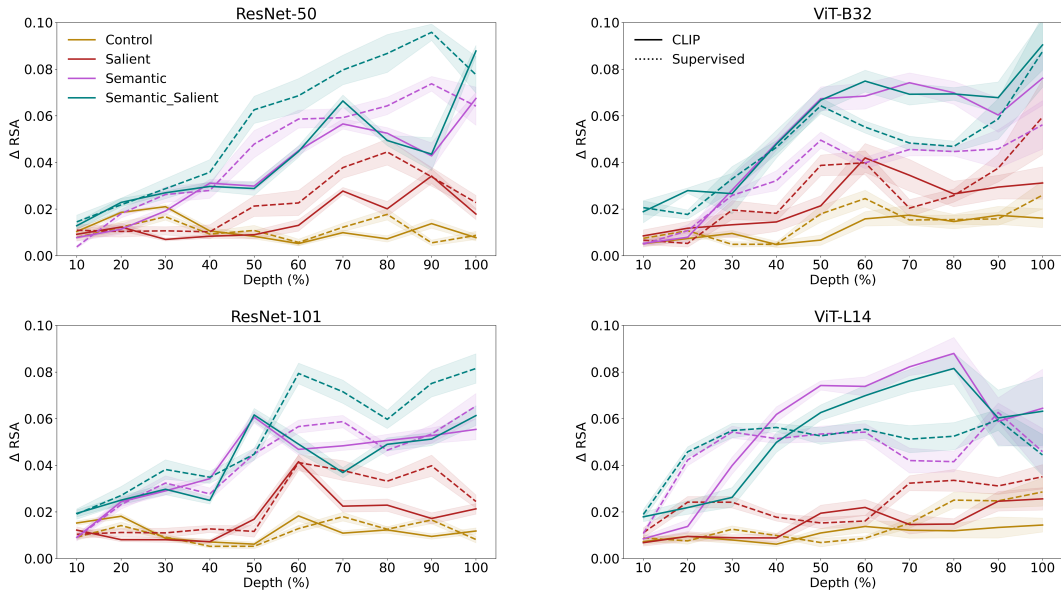 ResNet-50
ViT-B32
0.10
0.08
0.06
0.04
0.02
0.00
Δ RSA
Control
Salient
Semantic
Semantic_Salient
10 20 30 40 50 60 70 80 90 100
Depth (%)
0.10
0.08
0.06
0.04
0.02
0.00
Δ RSA
CLIP
Supervised
10 20 30 40 50 60 70 80 90 100
Depth (%)
ResNet-101
ViT-L14
0.10
0.08
0.06
0.04
0.02
0.00
Δ RSA
10 20 30 40 50 60 70 80 90 100
Depth (%)
0.10
0.08
0.06
0.04
0.02
0.00
Δ RSA
10 20 30 40 50 60 70 80 90 100
Depth (%)